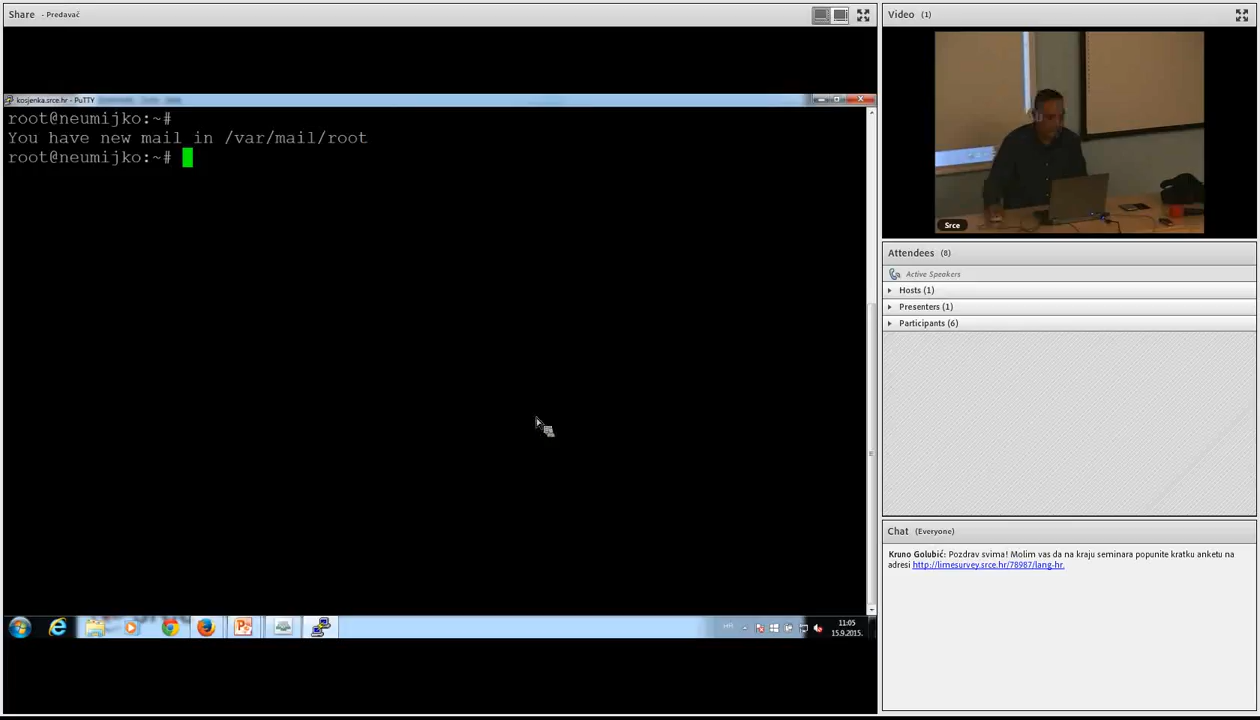 Share - Predavač
Video (1)
kosjenka.srce.hr - PuTTY
root@neumijko:~#
You have new mail in /var/mail/root
root@neumijko:~#
Srce
Attendees (8)
Active Speakers
Hosts (1)
Presenters (1)
Participants (6)
Chat (Everyone)
Kruno Golubić: Pozdrav svima! Molim vas da na kraju seminara popunite kratku anketu na
adresi http://limesurvey.srce.hr/78987/lang-hr.
HR
11:05
15.9.2015.